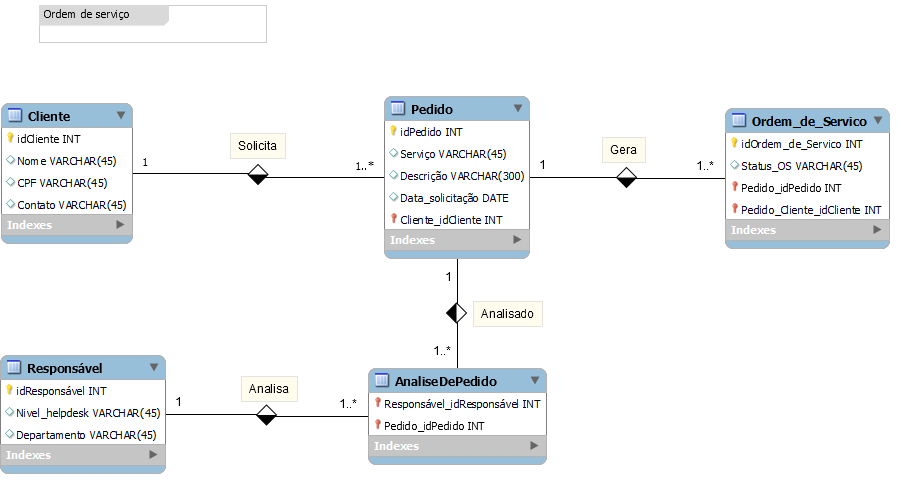 Ordem de serviço
Cliente
idCliente INT
Nome VARCHAR(45)
CPF VARCHAR(45)
Contato VARCHAR(45)
Indexes
1
Solicita
1..*
Pedido
idPedido INT
Serviço VARCHAR(45)
Descrição VARCHAR(300)
Data_solicitação DATE
Cliente_idCliente INT
Indexes
1
Gera
1..*
Ordem_de_Servico
idOrdem_de_Servico INT
Status_OS VARCHAR(45)
Pedido_idPedido INT
Pedido_Cliente_idCliente INT
Indexes
1
Analisado
1..*
Responsável
idResponsável INT
Nivel_helpdesk VARCHAR(45)
Departamento VARCHAR(45)
Indexes
1
Analisa
1..*
AnaliseDePedido
Responsável_idResponsável INT
Pedido_idPedido INT
Indexes